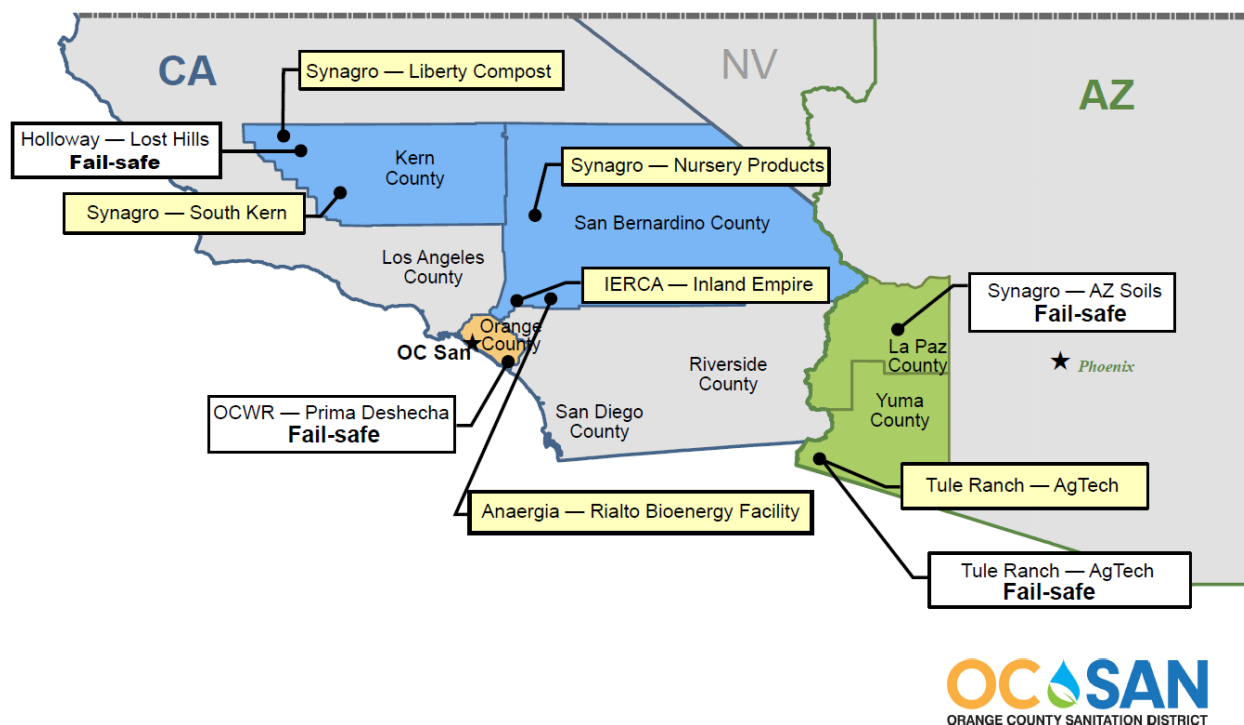 CA
NV
AZ
Synagro — Liberty Compost
Holloway — Lost Hills
Fail-safe
Kern
County
Synagro — Nursery Products
Synagro — South Kern
San Bernardino County
Los Angeles
County
IERCA — Inland Empire
Synagro — AZ Soils
Fail-safe
Orange
County
OC San
La Paz
County
Phoenix
Riverside
County
Yuma
County
OCWR — Prima Deshecha
Fail-safe
San Diego
County
Tule Ranch — AgTech
Anaergia — Rialto Bioenergy Facility
Tule Ranch — AgTech
Fail-safe
OC SAN
ORANGE COUNTY SANITATION DISTRICT